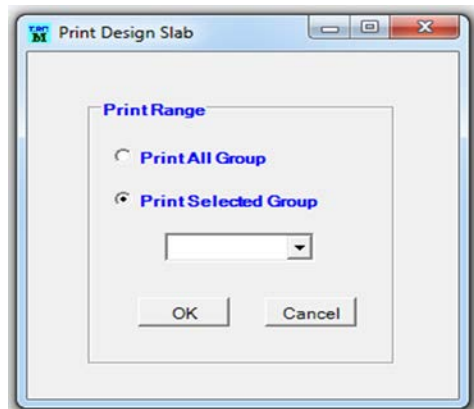 Print Design Slab
Print Range
Print All Group
Print Selected Group
OK
Cancel